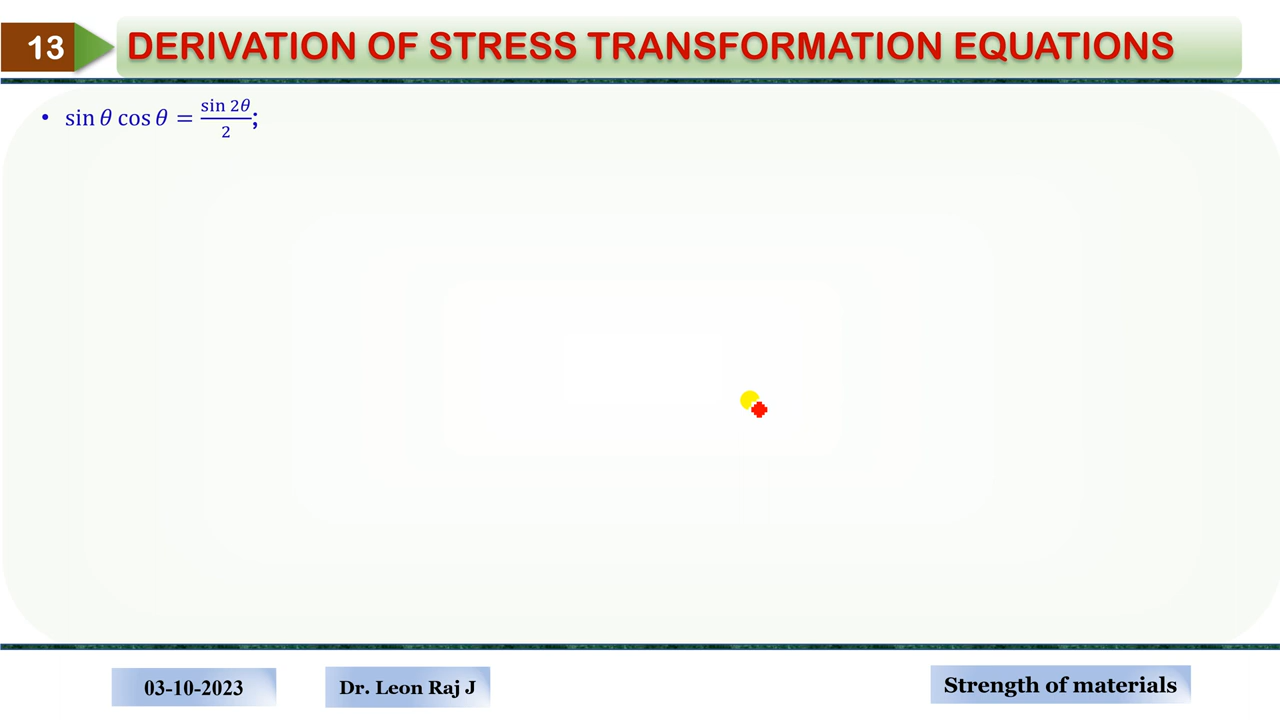 13
DERIVATION OF STRESS TRANSFORMATION EQUATIONS
• sin θ cos θ = sin 2θ / 2;
03-10-2023
Dr. Leon Raj J
Strength of materials